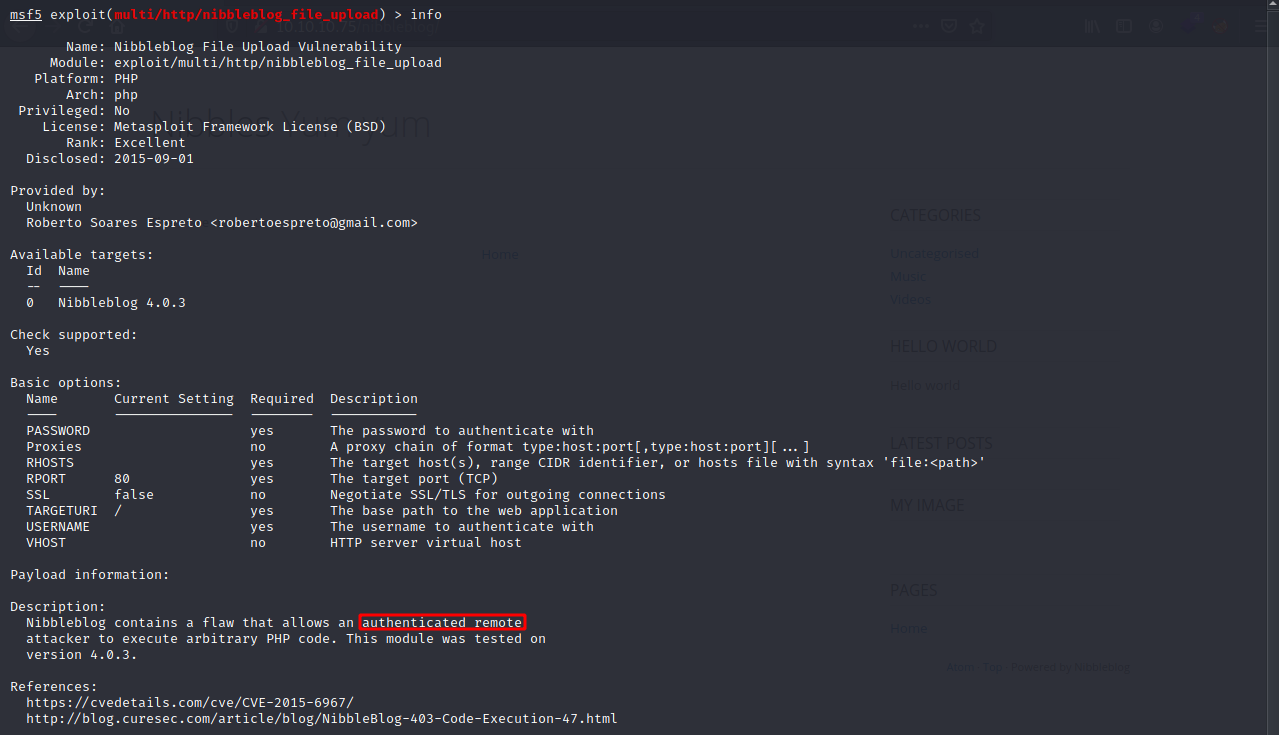 msf5 exploit(multi/http/nibbleblog_file_upload) > info
Name: Nibbleblog File Upload Vulnerability
Module: exploit/multi/http/nibbleblog_file_upload
Platform: PHP
Arch: php
Privileged: No
License: Metasploit Framework License (BSD)
Rank: Excellent
Disclosed: 2015-09-01
Provided by:
Unknown
Roberto Soares Espreto <robertoespreto@gmail.com>
Available targets:
Id Name
-- ----
0 Nibbleblog 4.0.3
Check supported:
Yes
Basic options:
Name Current Setting Required Description
---- --------------- -------- -----------
PASSWORD yes The password to authenticate with
Proxies no A proxy chain of format type:host:port[,type:host:port][...]
RHOSTS yes The target host(s), range CIDR identifier, or hosts file with syntax 'file:<path>'
RPORT 80 yes The target port (TCP)
SSL false no Negotiate SSL/TLS for outgoing connections
TARGETURI / yes The base path to the web application
USERNAME yes The username to authenticate with
VHOST no HTTP server virtual host
Payload information:
Description:
Nibbleblog contains a flaw that allows an authenticated remote
attacker to execute arbitrary PHP code. This module was tested on
version 4.0.3.
References:
https://cvedetails.com/cve/CVE-2015-6967/
http://blog.curesec.com/article/blog/NibbleBlog-403-Code-Execution-47.html
Nibbles Yum yum
Home
CATEGORIES
Uncategorised
Music
Videos
HELLO WORLD
Hello world
LATEST POSTS
MY IMAGE
PAGES
Home